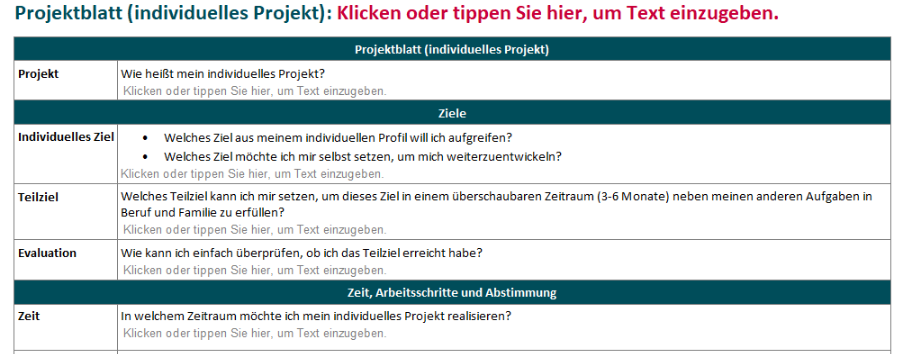 Projektblatt (individuelles Projekt): Klicken oder tippen Sie hier, um Text einzugeben.
Projektblatt (individuelles Projekt)
Projekt
Wie heißt mein individuelles Projekt?
Klicken oder tippen Sie hier, um Text einzugeben.
Ziele
Individuelles Ziel
• Welches Ziel aus meinem individuellen Profil will ich aufgreifen?
• Welches Ziel möchte ich mir selbst setzen, um mich weiterzuentwickeln?
Klicken oder tippen Sie hier, um Text einzugeben.
Teilziel
Welches Teilziel kann ich mir setzen, um dieses Ziel in einem überschaubaren Zeitraum (3-6 Monate) neben meinen anderen Aufgaben in
Beruf und Familie zu erfüllen?
Klicken oder tippen Sie hier, um Text einzugeben.
Evaluation
Wie kann ich einfach überprüfen, ob ich das Teilziel erreicht habe?
Klicken oder tippen Sie hier, um Text einzugeben.
Zeit, Arbeitsschritte und Abstimmung
Zeit
In welchem Zeitraum möchte ich mein individuelles Projekt realisieren?
Klicken oder tippen Sie hier, um Text einzugeben.